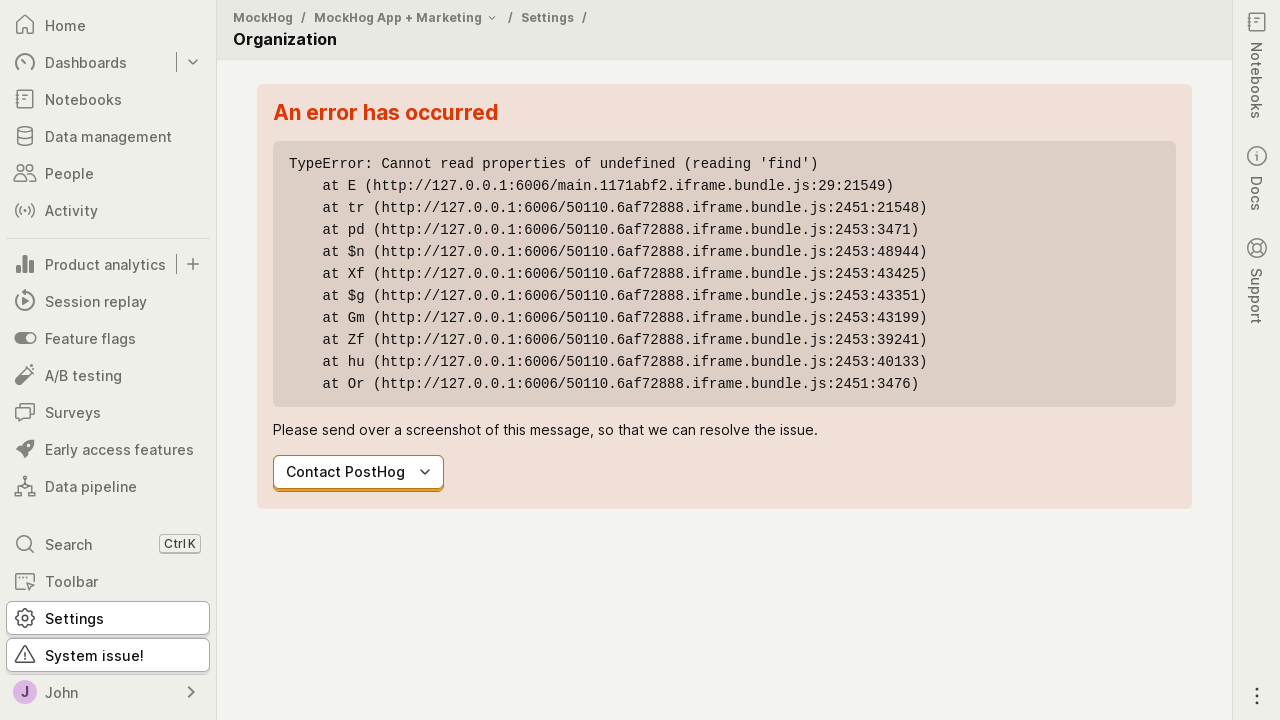 Home
Dashboards
Notebooks
Data management
People
Activity
Product analytics
Session replay
Feature flags
A/B testing
Surveys
Early access features
Data pipeline
Search Ctrl K
Toolbar
Settings
System issue!
J John
MockHog / MockHog App + Marketing / Settings /
Organization
An error has occurred
TypeError: Cannot read properties of undefined (reading 'find')
at E (http://127.0.0.1:6006/main.1171abf2.iframe.bundle.js:29:21549)
at tr (http://127.0.0.1:6006/50110.6af72888.iframe.bundle.js:2451:21548)
at pd (http://127.0.0.1:6006/50110.6af72888.iframe.bundle.js:2453:3471)
at $n (http://127.0.0.1:6006/50110.6af72888.iframe.bundle.js:2453:48944)
at Xf (http://127.0.0.1:6006/50110.6af72888.iframe.bundle.js:2453:43425)
at $g (http://127.0.0.1:6006/50110.6af72888.iframe.bundle.js:2453:43351)
at Gm (http://127.0.0.1:6006/50110.6af72888.iframe.bundle.js:2453:43199)
at Zf (http://127.0.0.1:6006/50110.6af72888.iframe.bundle.js:2453:39241)
at hu (http://127.0.0.1:6006/50110.6af72888.iframe.bundle.js:2453:40133)
at Or (http://127.0.0.1:6006/50110.6af72888.iframe.bundle.js:2451:3476)
Please send over a screenshot of this message, so that we can resolve the issue.
Contact PostHog
Notebooks
Docs
Support